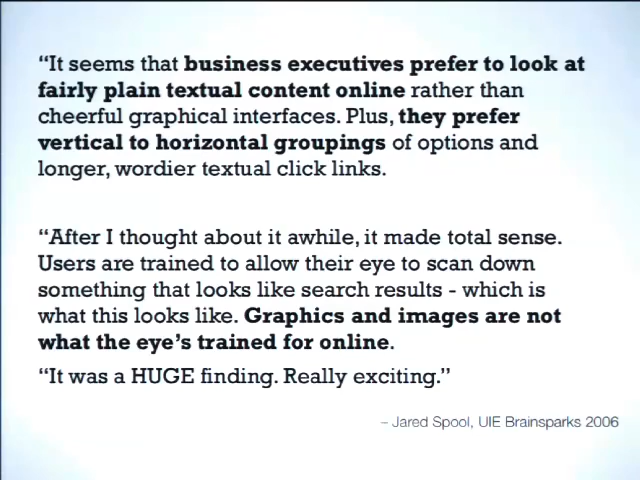 “It seems that business executives prefer to look at
fairly plain textual content online rather than
cheerful graphical interfaces. Plus, they prefer
vertical to horizontal groupings of options and
longer, wordier textual click links.
“After I thought about it awhile, it made total sense.
Users are trained to allow their eye to scan down
something that looks like search results - which is
what this looks like. Graphics and images are not
what the eye’s trained for online.
“It was a HUGE finding. Really exciting.”
– Jared Spool, UIE Brainsparks 2006